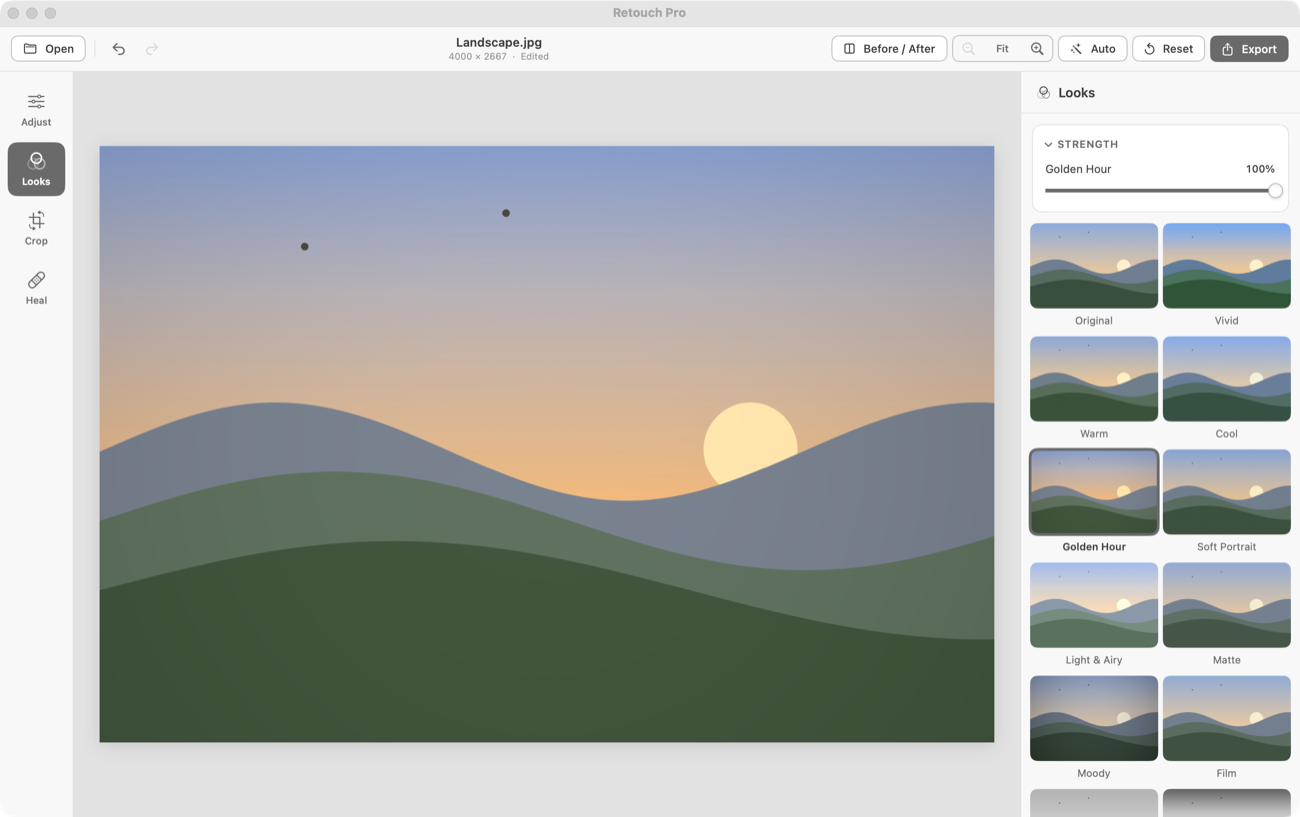 Retouch Pro
Open
Landscape.jpg
4000 × 2667 · Edited
Before / After
Fit
Auto
Reset
Export
Adjust
Looks
Crop
Heal
Looks
STRENGTH
Golden Hour 100%
Original Vivid
Warm Cool
Golden Hour Soft Portrait
Light & Airy Matte
Moody Film